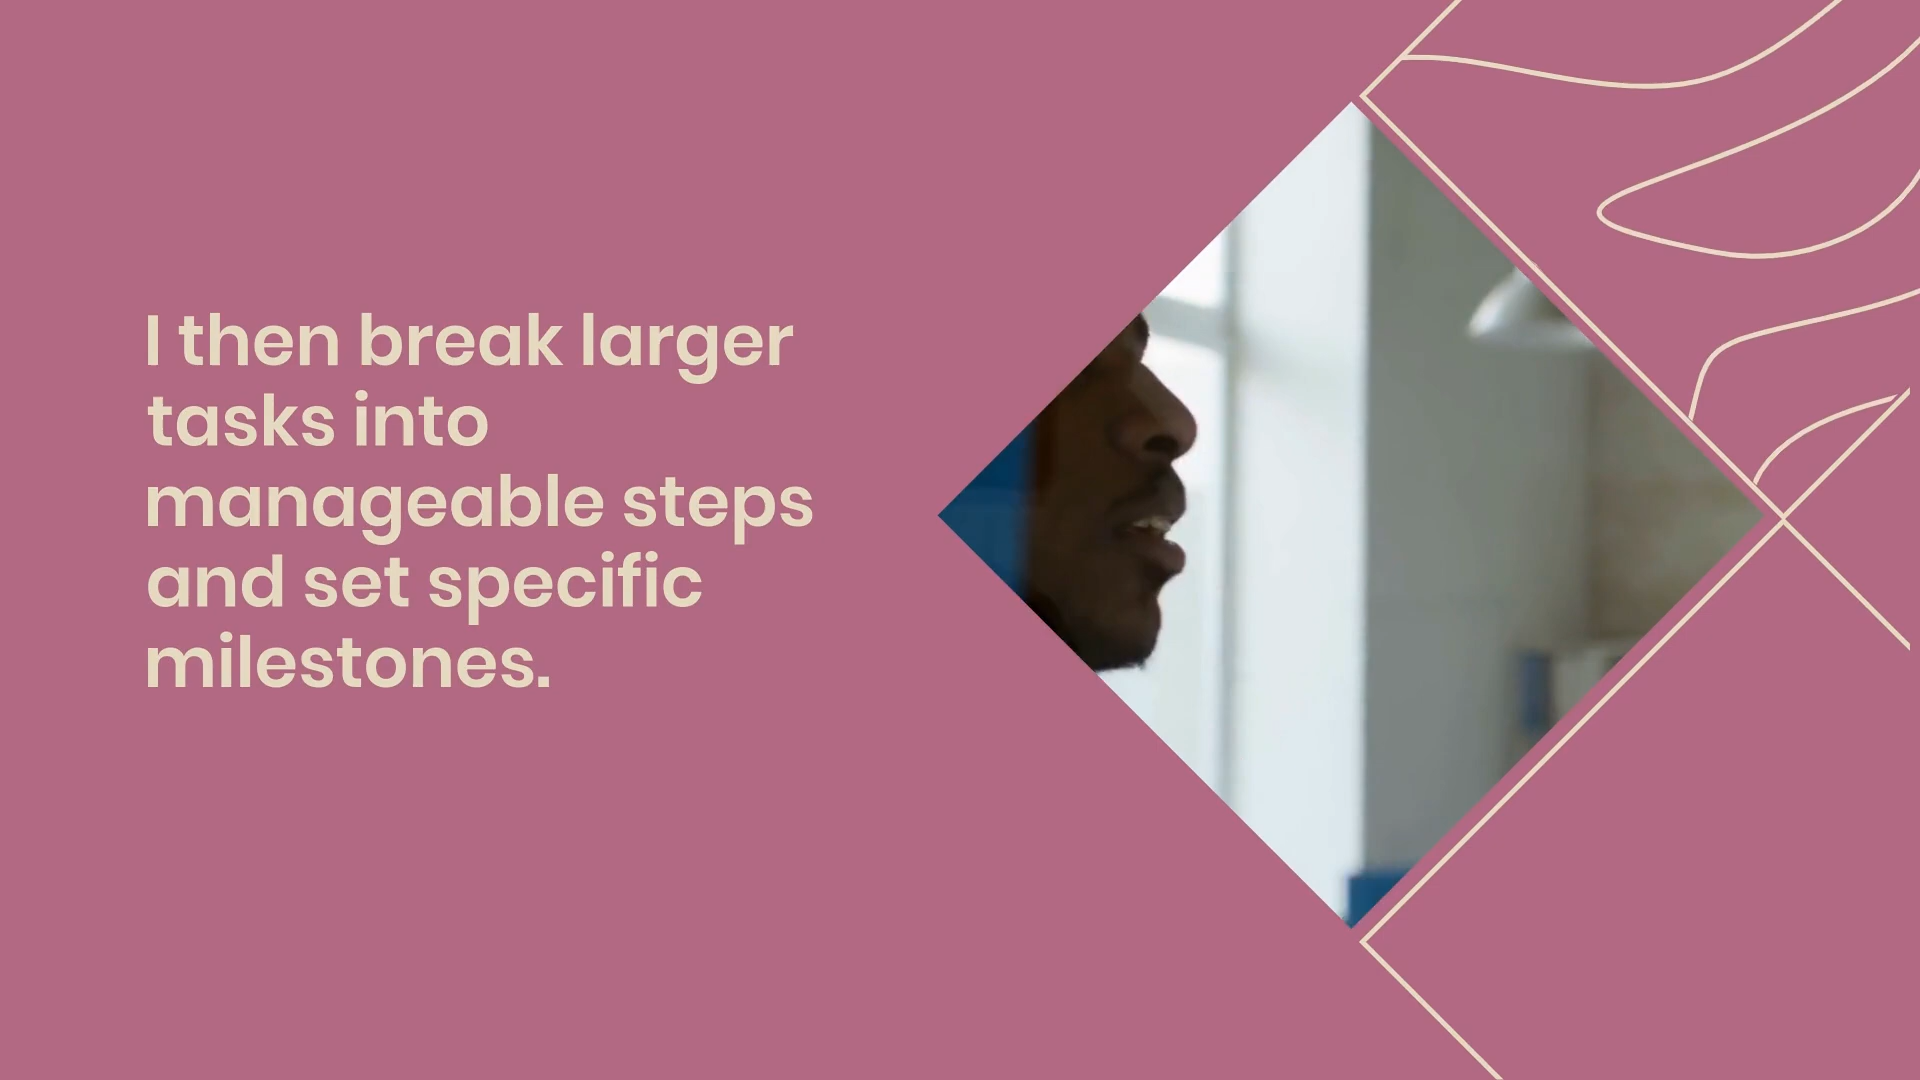 I then break larger
tasks into
manageable steps
and set specific
milestones.